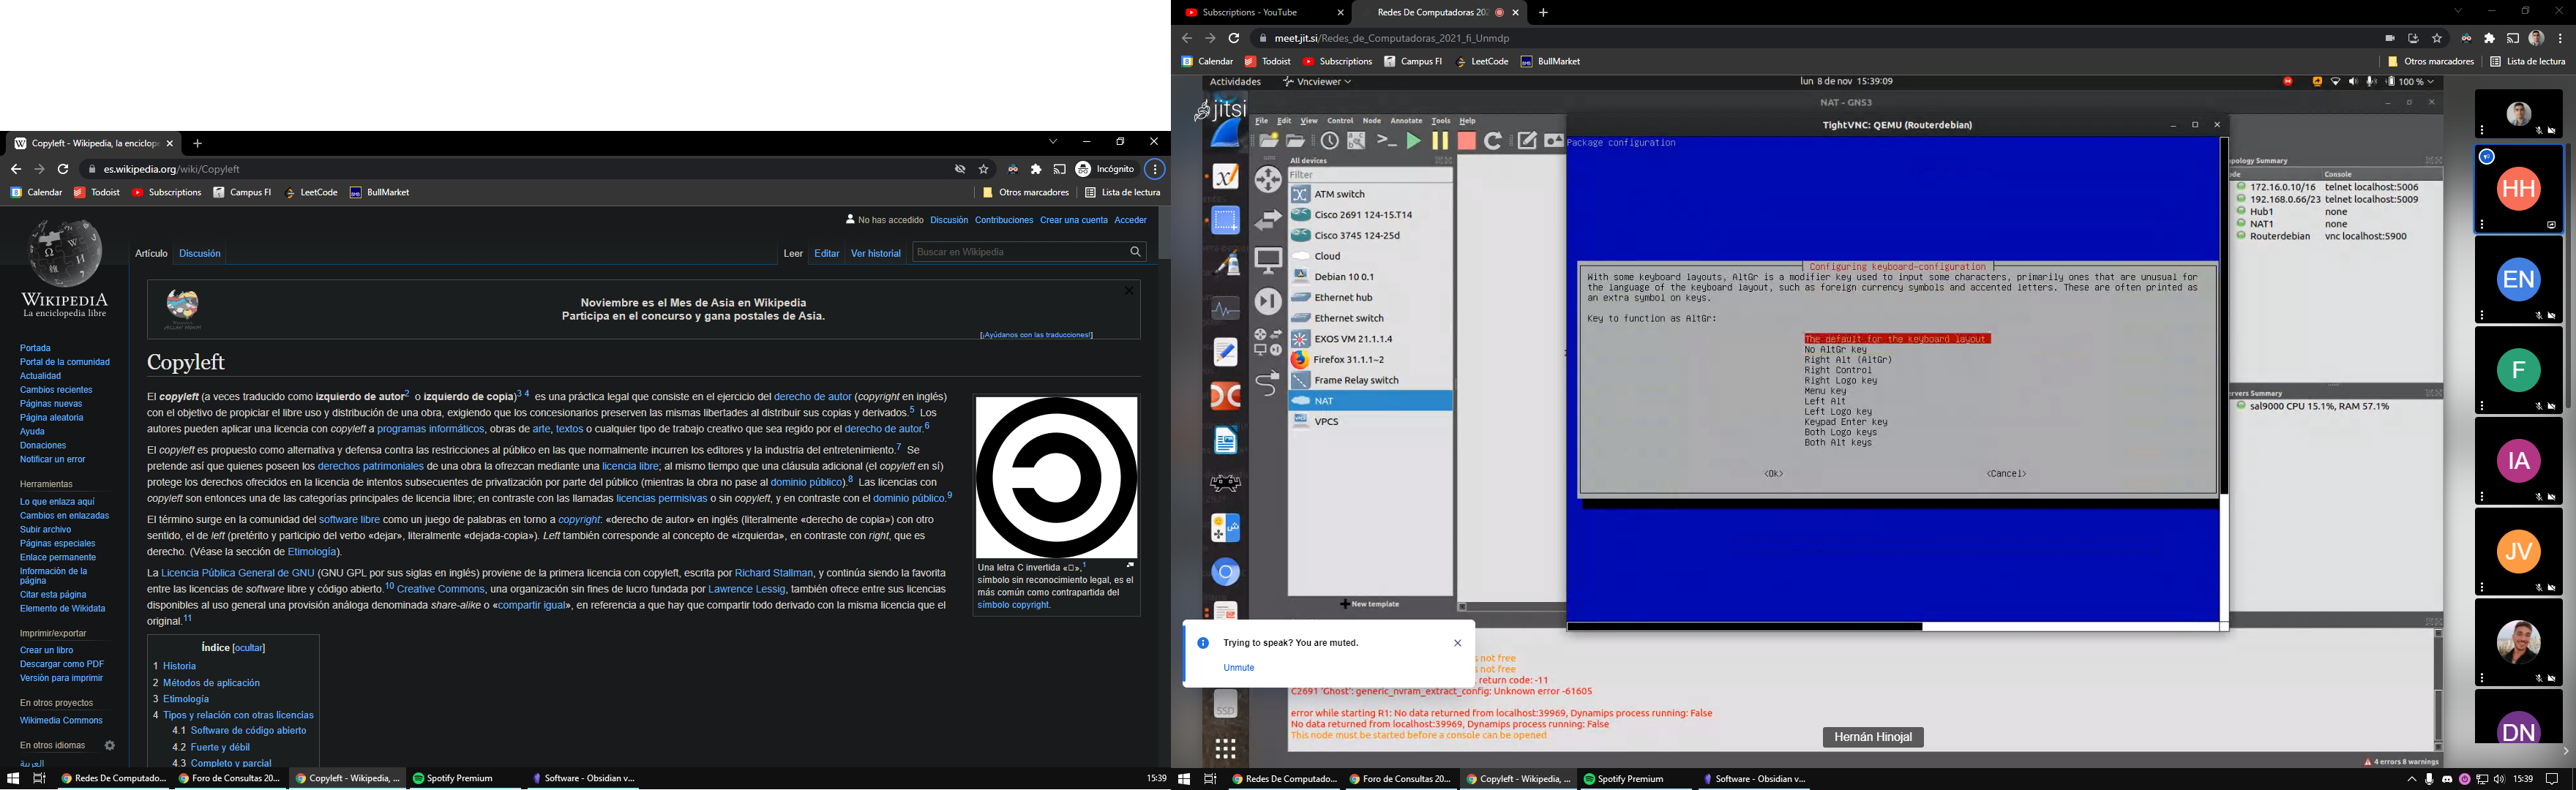 Copyleft - Wikipedia, la enciclop
es.wikipedia.org/wiki/Copyleft
Incógnito
Calendar
Todoist
Subscriptions
Campus FI
LeetCode
BullMarket
Otros marcadores
Lista de lectura
No has accedido Discusión Contribuciones Crear una cuenta Acceder
WIKIPEDIA
La enciclopedia libre
Artículo Discusión
Leer Editar Ver historial
Buscar en Wikipedia
Noviembre es el Mes de Asia en Wikipedia
Participa en el concurso y gana postales de Asia.
[¡Ayúdanos con las traducciones!]
Portada
Portal de la comunidad
Actualidad
Cambios recientes
Páginas nuevas
Página aleatoria
Ayuda
Donaciones
Notificar un error
Herramientas
Lo que enlaza aquí
Cambios en enlazadas
Subir archivo
Páginas especiales
Enlace permanente
Información de la
página
Citar esta página
Elemento de Wikidata
Imprimir/exportar
Crear un libro
Descargar como PDF
Versión para imprimir
En otros proyectos
Wikimedia Commons
En otros idiomas
العربية
Copyleft
El copyleft (a veces traducido como izquierdo de autor2 o izquierdo de copia)3 4 es una práctica legal que consiste en el ejercicio del derecho de autor (copyright en inglés)
con el objetivo de propiciar el libre uso y distribución de una obra, exigiendo que los concesionarios preserven las mismas libertades al distribuir sus copias y derivados.5 Los
autores pueden aplicar una licencia con copyleft a programas informáticos, obras de arte, textos o cualquier tipo de trabajo creativo que sea regido por el derecho de autor.6
El copyleft es propuesto como alternativa y defensa contra las restricciones al público en las que normalmente incurren los editores y la industria del entretenimiento.7 Se
pretende así que quienes poseen los derechos patrimoniales de una obra la ofrezcan mediante una licencia libre; al mismo tiempo que una cláusula adicional (el copyleft en sí)
protege los derechos ofrecidos en la licencia de intentos subsecuentes de privatización por parte del público (mientras la obra no pase al dominio público).8 Las licencias con
copyleft son entonces una de las categorías principales de licencia libre; en contraste con las llamadas licencias permisivas o sin copyleft, y en contraste con el dominio público.9
El término surge en la comunidad del software libre como un juego de palabras en torno a copyright: «derecho de autor» en inglés (literalmente «derecho de copia») con otro
sentido, el de left (pretérito y participio del verbo «dejar», literalmente «dejada-copia»). Left también corresponde al concepto de «izquierda», en contraste con right, que es
derecho. (Véase la sección de Etimología).
La Licencia Pública General de GNU (GNU GPL por sus siglas en inglés) proviene de la primera licencia con copyleft, escrita por Richard Stallman, y continúa siendo la favorita
entre las licencias de software libre y código abierto.10 Creative Commons, una organización sin fines de lucro fundada por Lawrence Lessig, también ofrece entre sus licencias
disponibles al uso general una provisión análoga denominada share-alike o «compartir igual», en referencia a que hay que compartir todo derivado con la misma licencia que el
original.11
Una letra C invertida «□»,1
símbolo sin reconocimiento legal, es el
más común como contrapartida del
símbolo copyright.
Índice [ocultar]
1 Historia
2 Métodos de aplicación
3 Etimología
4 Tipos y relación con otras licencias
4.1 Software de código abierto
4.2 Fuerte y débil
4.3 Completo y parcial
Redes De Computado...
Foro de Consultas 20...
Copyleft - Wikipedia, ...
Spotify Premium
Software - Obsidian v...
15:39
Subscriptions - YouTube
Redes De Computadoras 202
meet.jit.si/Redes_de_Computadoras_2021_fi_Unmdp
Calendar
Todoist
Subscriptions
Campus FI
LeetCode
BullMarket
Otros marcadores
Lista de lectura
Actividades
Vncviewer
lun 8 de nov 15:39:09
100 %
jitsi
NAT - GNS3
File Edit View Control Node Annotate Tools Help
All devices
Filter
ATM switch
Cisco 2691 124-15.T14
Cisco 3745 124-25d
Cloud
Debian 10 0.1
Ethernet hub
Ethernet switch
EXOS VM 21.1.1.4
Firefox 31.1.1~2
Frame Relay switch
NAT
VPCS
New template
TightVNC: QEMU (Routerdebian)
Package configuration
Configuring keyboard-configuration
With some keyboard layouts, AltGr is a modifier key used to input some characters, primarily ones that are unusual for
the language of the keyboard layout, such as foreign currency symbols and accented letters. These are often printed as
an extra symbol on keys.
Key to function as AltGr:
The default for the keyboard layout
No AltGr key
Right Alt (AltGr)
Right Control
Right Logo key
Menu key
Left Alt
Left Logo key
Keypad Enter key
Both Logo keys
Both Alt keys
<Ok>
<Cancel>
pology Summary
de
Console
172.16.0.10/16 telnet localhost:5006
192.168.0.66/23 telnet localhost:5009
Hub1 none
NAT1 none
Routerdebian vnc localhost:5900
rvers Summary
sal9000 CPU 15.1%, RAM 57.1%
HH
EN
F
IA
JV
DN
Trying to speak? You are muted.
Unmute
SSD
s not free
s not free
return code: -11
C2691 'Ghost': generic_nvram_extract_config: Unknown error -61605
error while starting R1: No data returned from localhost:39969, Dynamips process running: False
No data returned from localhost:39969, Dynamips process running: False
This node must be started before a console can be opened
Hernán Hinojal
4 errors 8 warnings
Redes De Computado...
Foro de Consultas 20...
Copyleft - Wikipedia, ...
Spotify Premium
Software - Obsidian v...
15:39